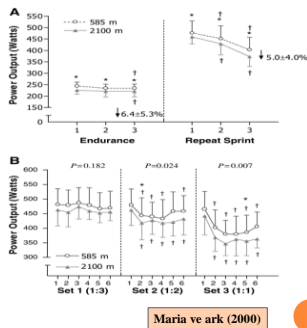 A
585 m
2100 m
Power Output (Watts)
550
500
450
400
350
300
250
200
150
0
* * * †
* * † * †
† †
6.4±5.3%
5.0±4.0%
1 2 3 1 2 3
Endurance Repeat Sprint
B
P=0.182 P=0.024 P=0.007
Power Output (Watts)
600
550
500
450
400
350
300
585 m
2100 m
1 2 3 4 5 6 1 2 3 4 5 6 1 2 3 4 5 6
Set 1 (1:3) Set 2 (1:2) Set 3 (1:1)
Maria ve ark (2000)